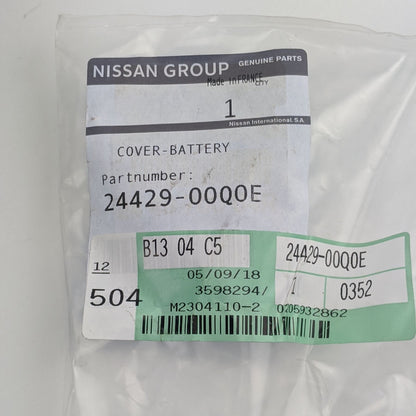 NISSAN GROUP GENUINE PARTS
Made in FRANCE
QTY
1
Nissan International. S.A.
COVER-BATTERY
Partnumber:
24429-00Q0E
B13 04 C5
24429-00Q0E
12
05/09/18
1
0352
504
3598294/
M2304110-2 0205932862